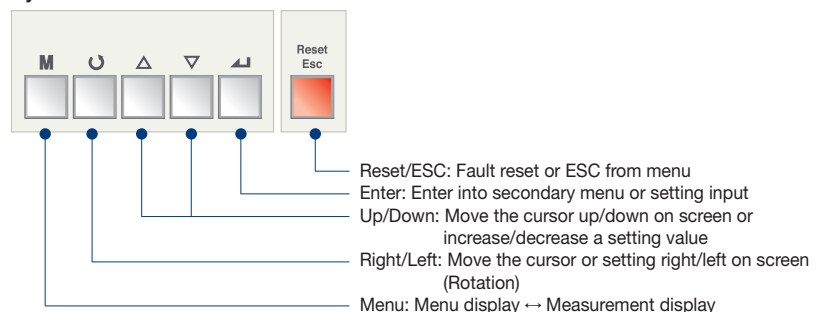 M
Reset
Esc
Reset/ESC: Fault reset or ESC from menu
Enter: Enter into secondary menu or setting input
Up/Down: Move the cursor up/down on screen or
increase/decrease a setting value
Right/Left: Move the cursor or setting right/left on screen
(Rotation)
Menu: Menu display ↔ Measurement display